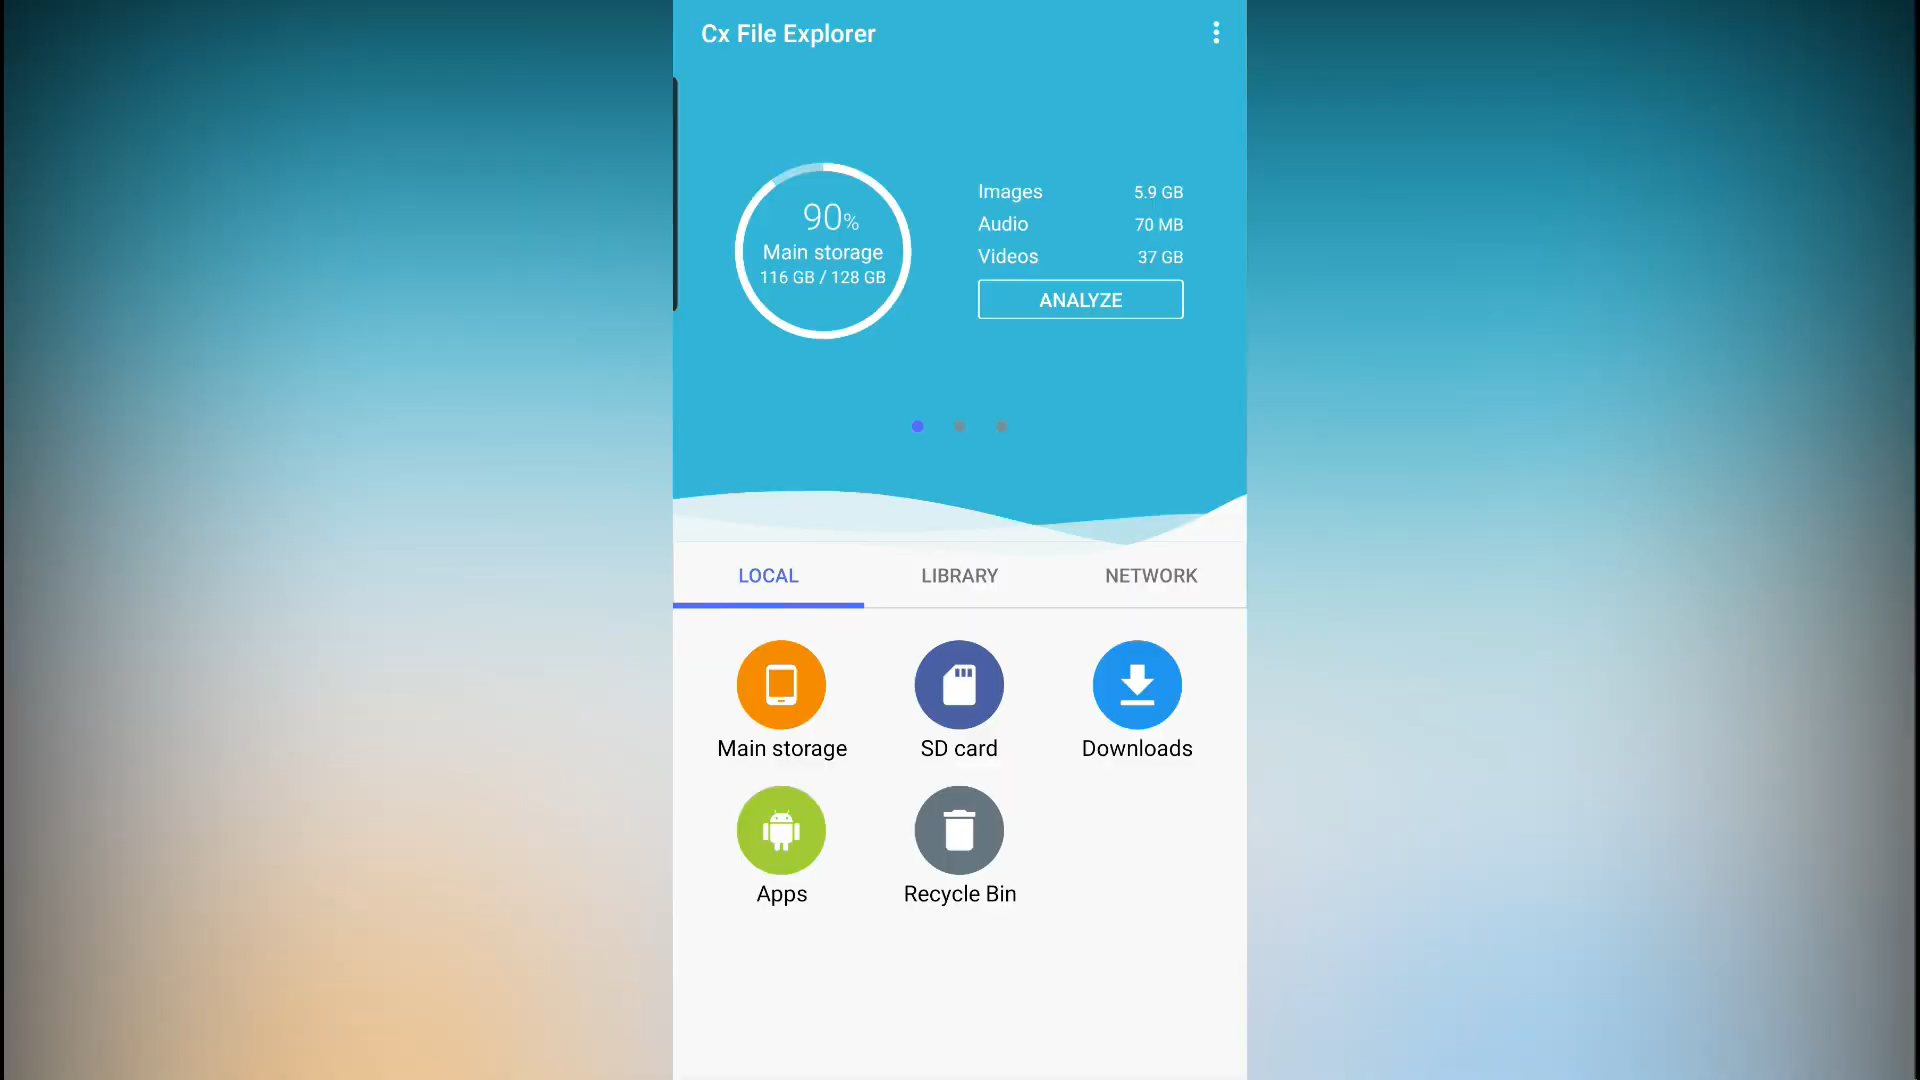 Cx File Explorer
90%
Main storage
116 GB / 128 GB
Images 5.9 GB
Audio 70 MB
Videos 37 GB
ANALYZE
LOCAL LIBRARY NETWORK
Main storage SD card Downloads
Apps Recycle Bin